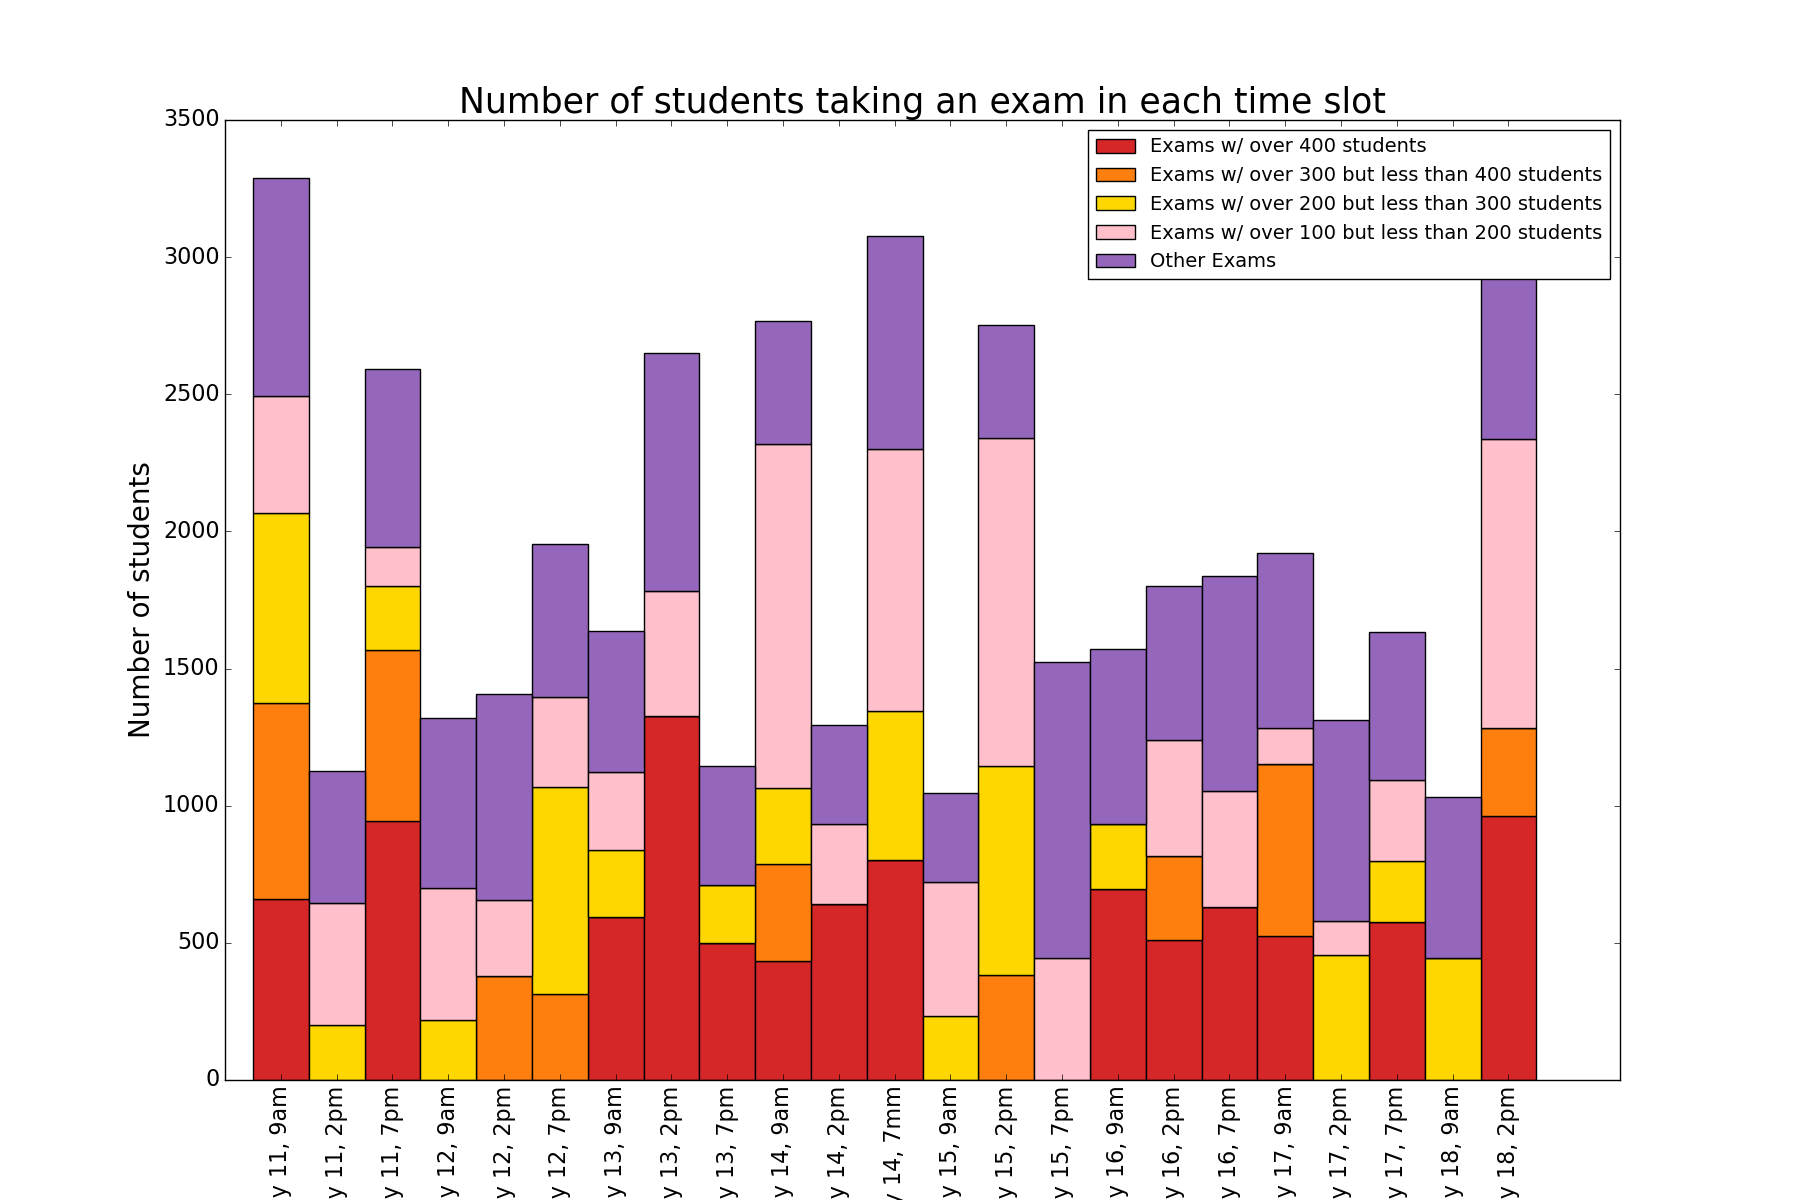 Number of students taking an exam in each time slot
Exams w/ over 400 students
Exams w/ over 300 but less than 400 students
Exams w/ over 200 but less than 300 students
Exams w/ over 100 but less than 200 students
Other Exams
Number of students
3500
3000
2500
2000
1500
1000
500
0
y 11, 9am
y 11, 2pm
y 11, 7pm
y 12, 9am
y 12, 2pm
y 12, 7pm
y 13, 9am
y 13, 2pm
y 13, 7pm
y 14, 9am
y 14, 2pm
y 14, 7mm
y 15, 9am
y 15, 2pm
y 15, 7pm
y 16, 9am
y 16, 2pm
y 16, 7pm
y 17, 9am
y 17, 2pm
y 17, 7pm
y 18, 9am
y 18, 2pm